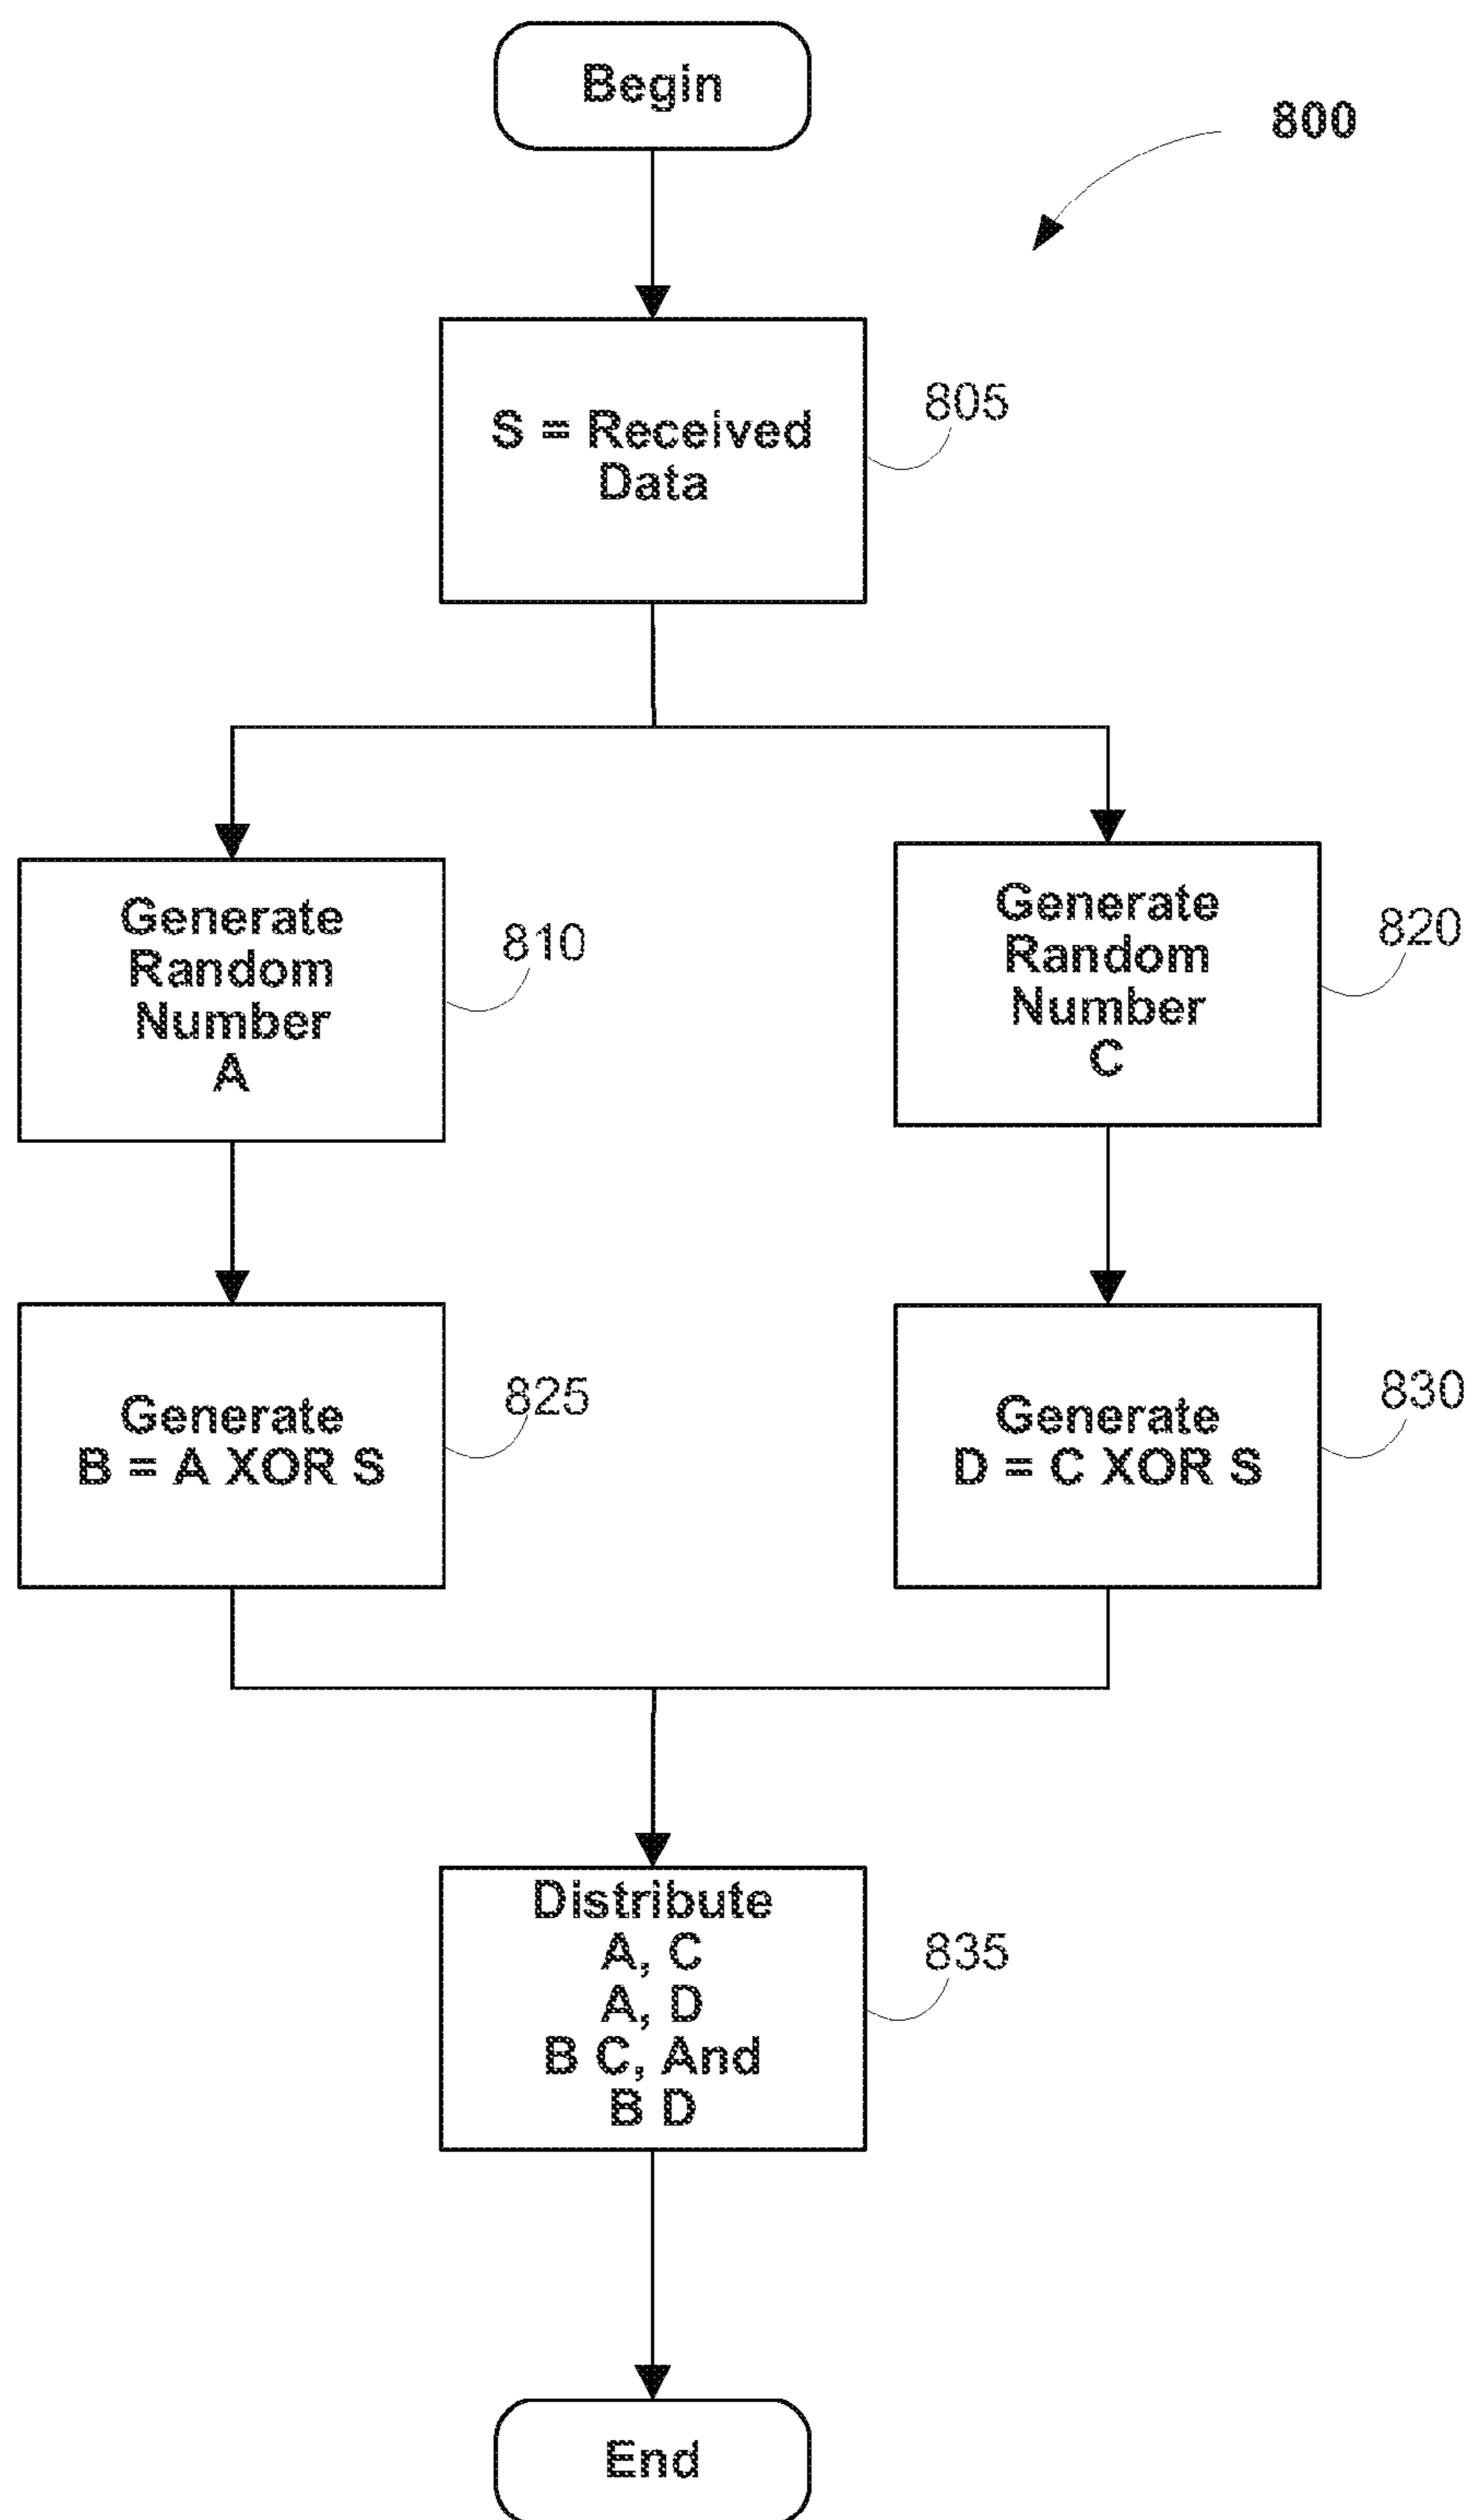 Begin
800
S = Received
Data
805
Generate
Random
Number
A
810
Generate
Random
Number
C
820
Generate
B = A XOR S
825
Generate
D = C XOR S
830
Distribute
A, C
A, D
B C, And
B D
835
End